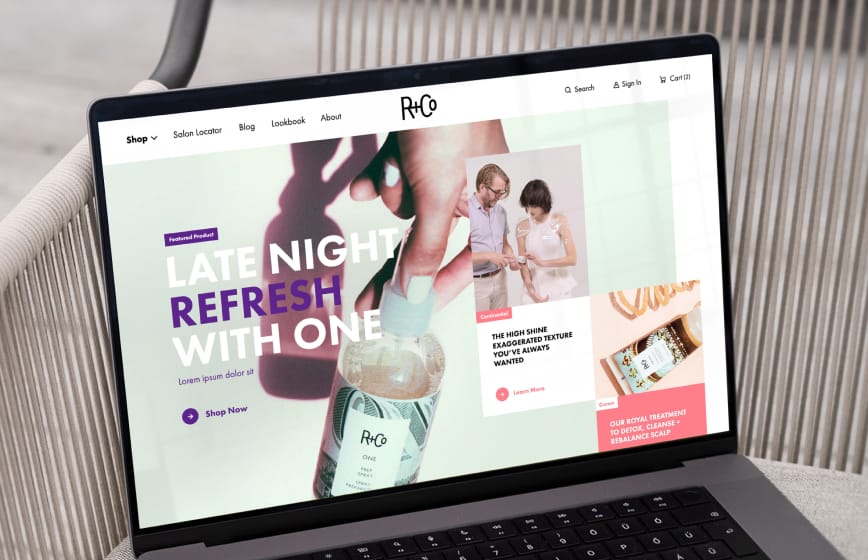 Shop
Salon Locator
Blog
Lookbook
About
R+Co
Search
Sign In
Cart (2)
Featured Product
LATE NIGHT
REFRESH
WITH ONE
Lorem ipsum dolor sit
Shop Now
R+Co
ONE
PREP
SPRAY
Continental
THE HIGH SHINE
EXAGGERATED TEXTURE
YOU'VE ALWAYS
WANTED
Learn More
R+Co
OUR ROYAL TREATMENT
TO DETOX, CLEANSE +
REBALANCE SCALP